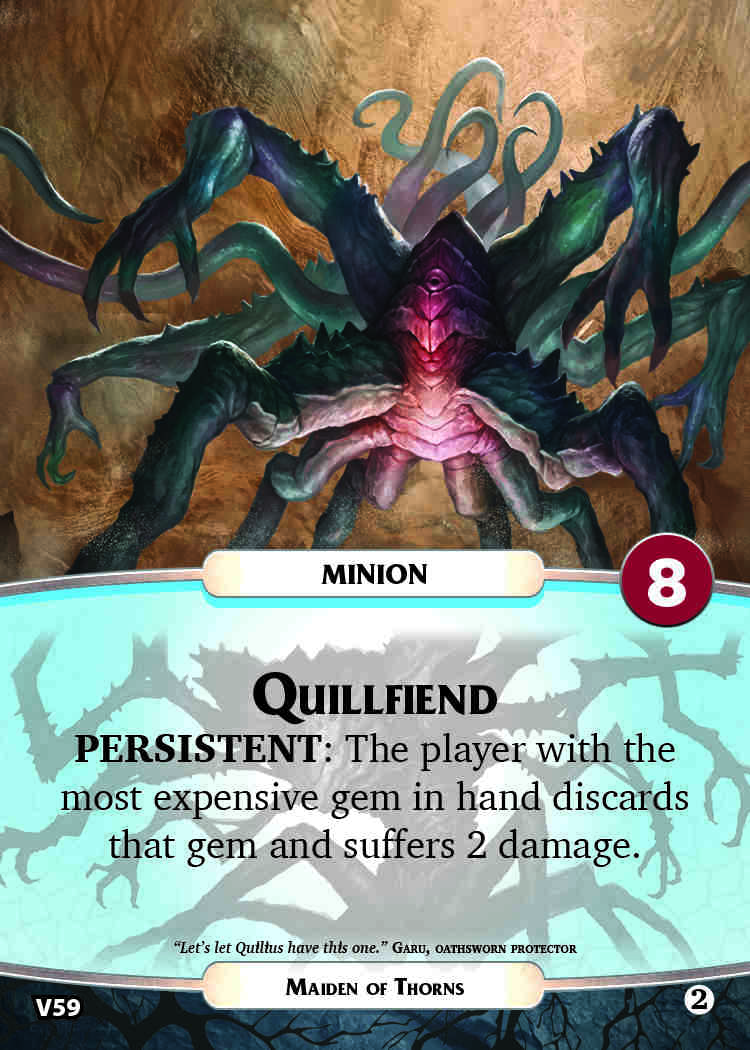 MINION
8
Quillfiend
PERSISTENT: The player with the
most expensive gem in hand discards
that gem and suffers 2 damage.
“Let’s let Quilius have this one.” Garu, oathsworn protector
Maiden of Thorns
V59
2